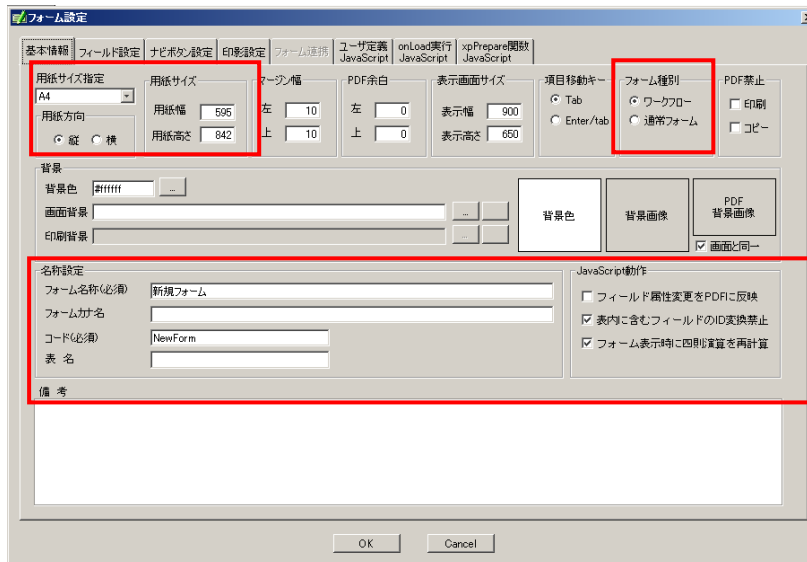 フォーム設定
基本情報 フィールド設定 ナビボタン設定 印影設定 フォーム連携 ユーザ定義 JavaScript onLoad実行 JavaScript xpPrepare関数 JavaScript
用紙サイズ指定 用紙サイズ マージン幅 PDF余白 表示画面サイズ 項目移動キー フォーム種別 PDF禁止
A4
用紙幅 595 左 10 左 0 表示幅 900 Tab ワークフロー 印刷
用紙方向
用紙高さ 842 上 10 上 0 表示高さ 650 Enter/tab 通常フォーム コピー
縦 横
背景
背景色 #ffffff ...
画面背景 ...
印刷背景 ...
背景色 背景画像 PDF 背景画像
画面と同一
名称設定
フォーム名称(必須) 新規フォーム
フォームカナ名
コード(必須) NewForm
表 名
JavaScript動作
フィールド属性変更をPDFに反映
表内に含むフィールドのID変換禁止
フォーム表示時に四則演算を再計算
備 考
OK Cancel